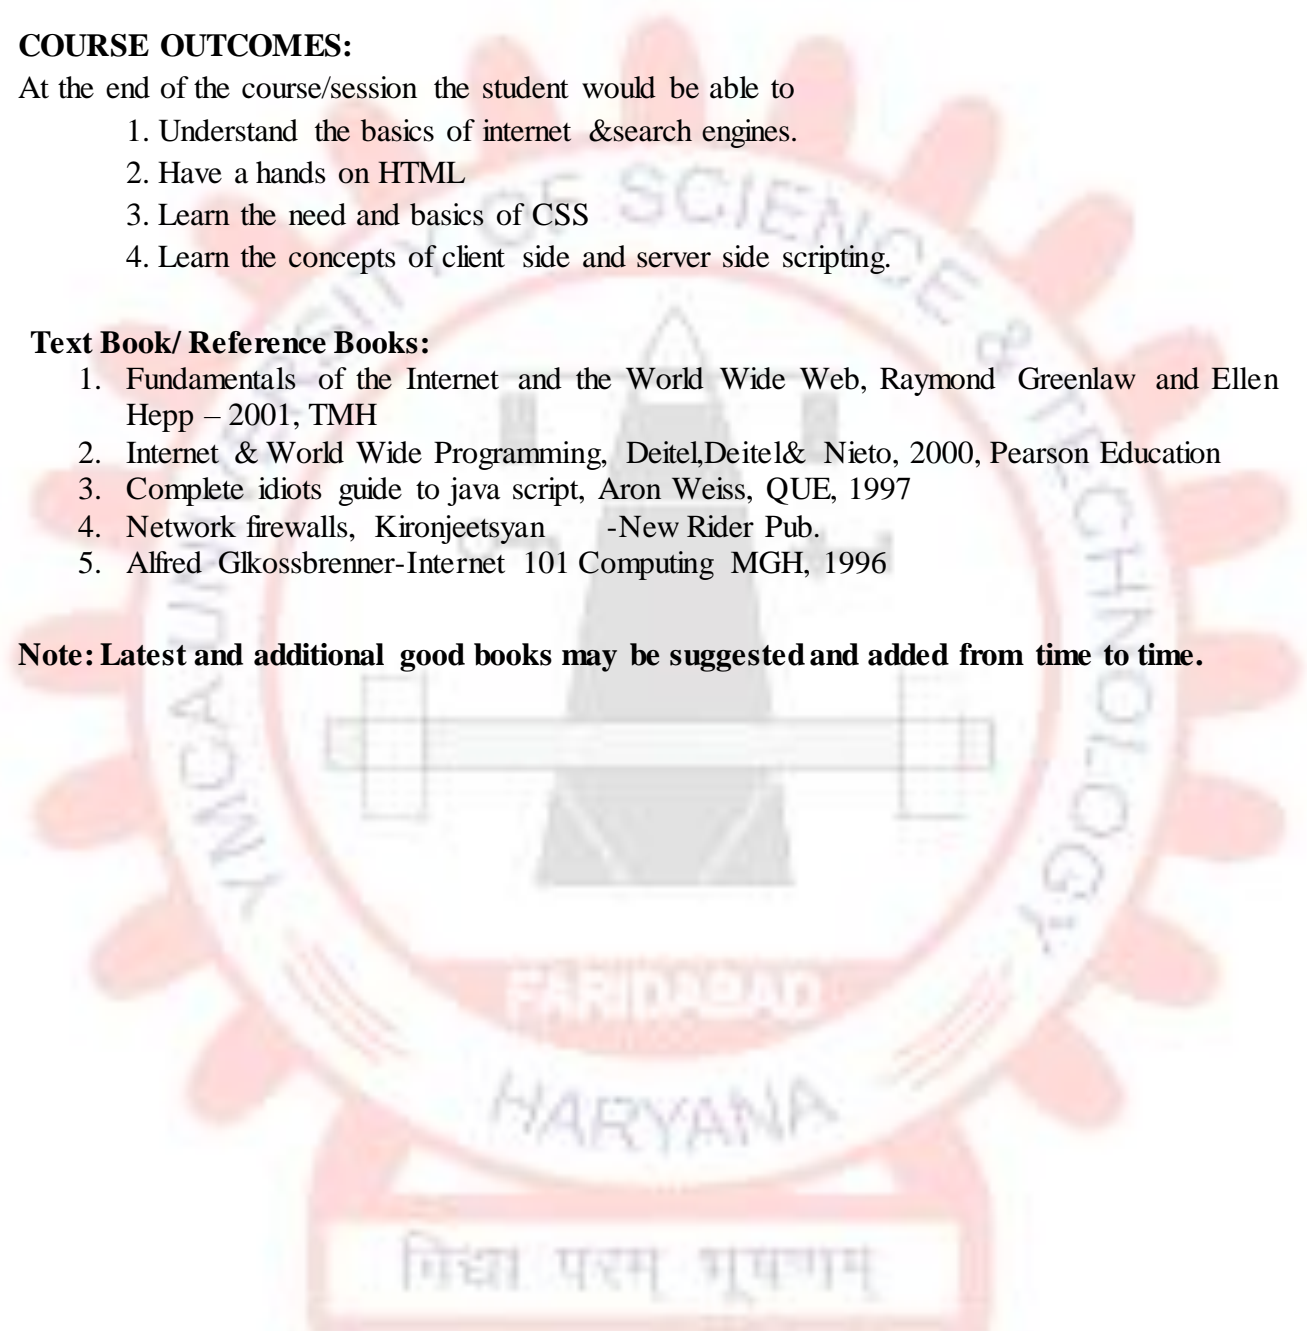 COURSE OUTCOMES:
At the end of the course/session the student would be able to
1. Understand the basics of internet &search engines.
2. Have a hands on HTML
3. Learn the need and basics of CSS
4. Learn the concepts of client side and server side scripting.
Text Book/ Reference Books:
1. Fundamentals of the Internet and the World Wide Web, Raymond Greenlaw and Ellen
Hepp – 2001, TMH
2. Internet & World Wide Programming, Deitel,Deitel& Nieto, 2000, Pearson Education
3. Complete idiots guide to java script, Aron Weiss, QUE, 1997
4. Network firewalls, Kironjeetsyan -New Rider Pub.
5. Alfred Glkossbrenner-Internet 101 Computing MGH, 1996
Note: Latest and additional good books may be suggested and added from time to time.
YMCA UNIVERSITY OF SCIENCE & TECHNOLOGY
FARIDABAD
HARYANA
परम् भूषणम्